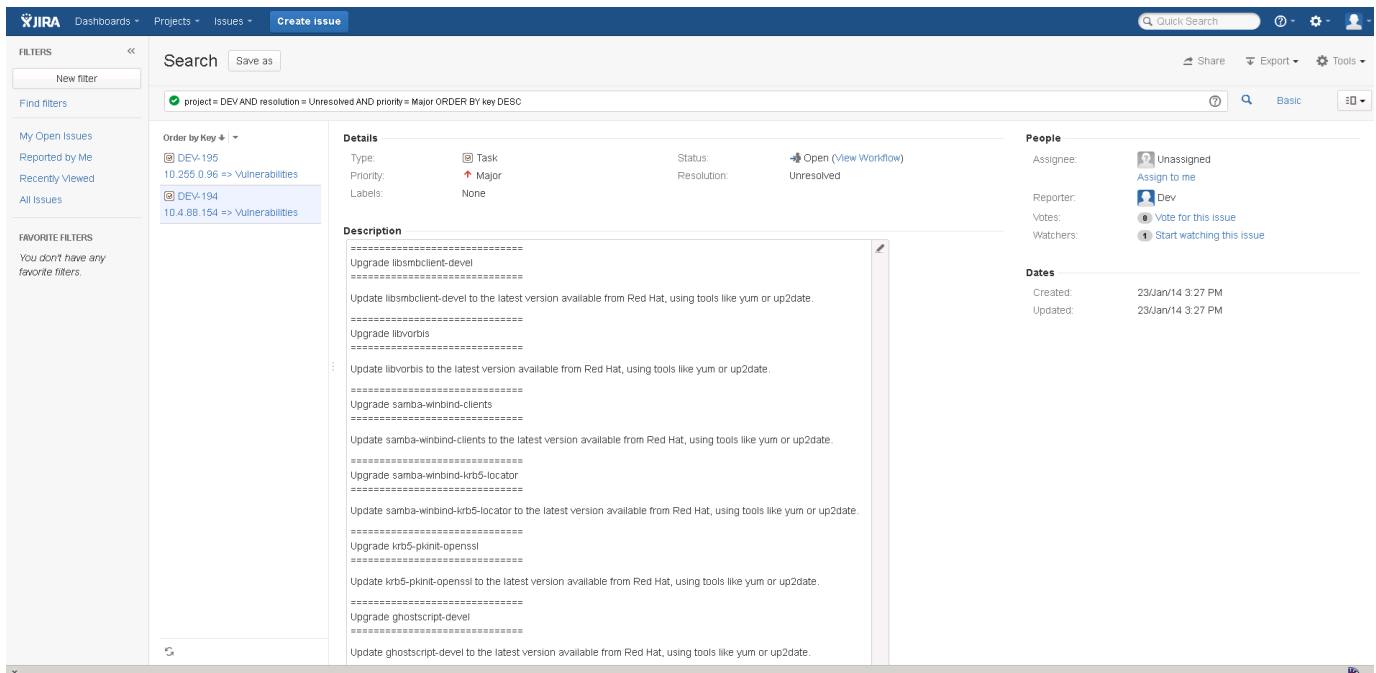 JIRA Dashboards Projects Issues Create issue Quick Search
FILTERS
New filter
Find filters
My Open Issues
Reported by Me
Recently Viewed
All Issues
FAVORITE FILTERS
You don't have any
favorite filters.
Search Save as Share Export Tools
project = DEV AND resolution = Unresolved AND priority = Major ORDER BY key DESC Basic
Order by Key
DEV-195
10.255.0.96 => Vulnerabilities
DEV-194
10.4.88.154 => Vulnerabilities
Details
Type: Task Status: Open (View Workflow)
Priority: Major Resolution: Unresolved
Labels: None
Description
==============================
Upgrade libsmbclient-devel
==============================
Update libsmbclient-devel to the latest version available from Red Hat, using tools like yum or up2date.
==============================
Upgrade libvorbis
==============================
Update libvorbis to the latest version available from Red Hat, using tools like yum or up2date.
==============================
Upgrade samba-winbind-clients
==============================
Update samba-winbind-clients to the latest version available from Red Hat, using tools like yum or up2date.
==============================
Upgrade samba-winbind-krb5-locator
==============================
Update samba-winbind-krb5-locator to the latest version available from Red Hat, using tools like yum or up2date.
==============================
Upgrade krb5-pkinit-openssl
==============================
Update krb5-pkinit-openssl to the latest version available from Red Hat, using tools like yum or up2date.
==============================
Upgrade ghostscript-devel
==============================
Update ghostscript-devel to the latest version available from Red Hat, using tools like yum or up2date.
People
Assignee: Unassigned
Assign to me
Reporter: Dev
Votes: 0 Vote for this issue
Watchers: 1 Start watching this issue
Dates
Created: 23/Jan/14 3:27 PM
Updated: 23/Jan/14 3:27 PM